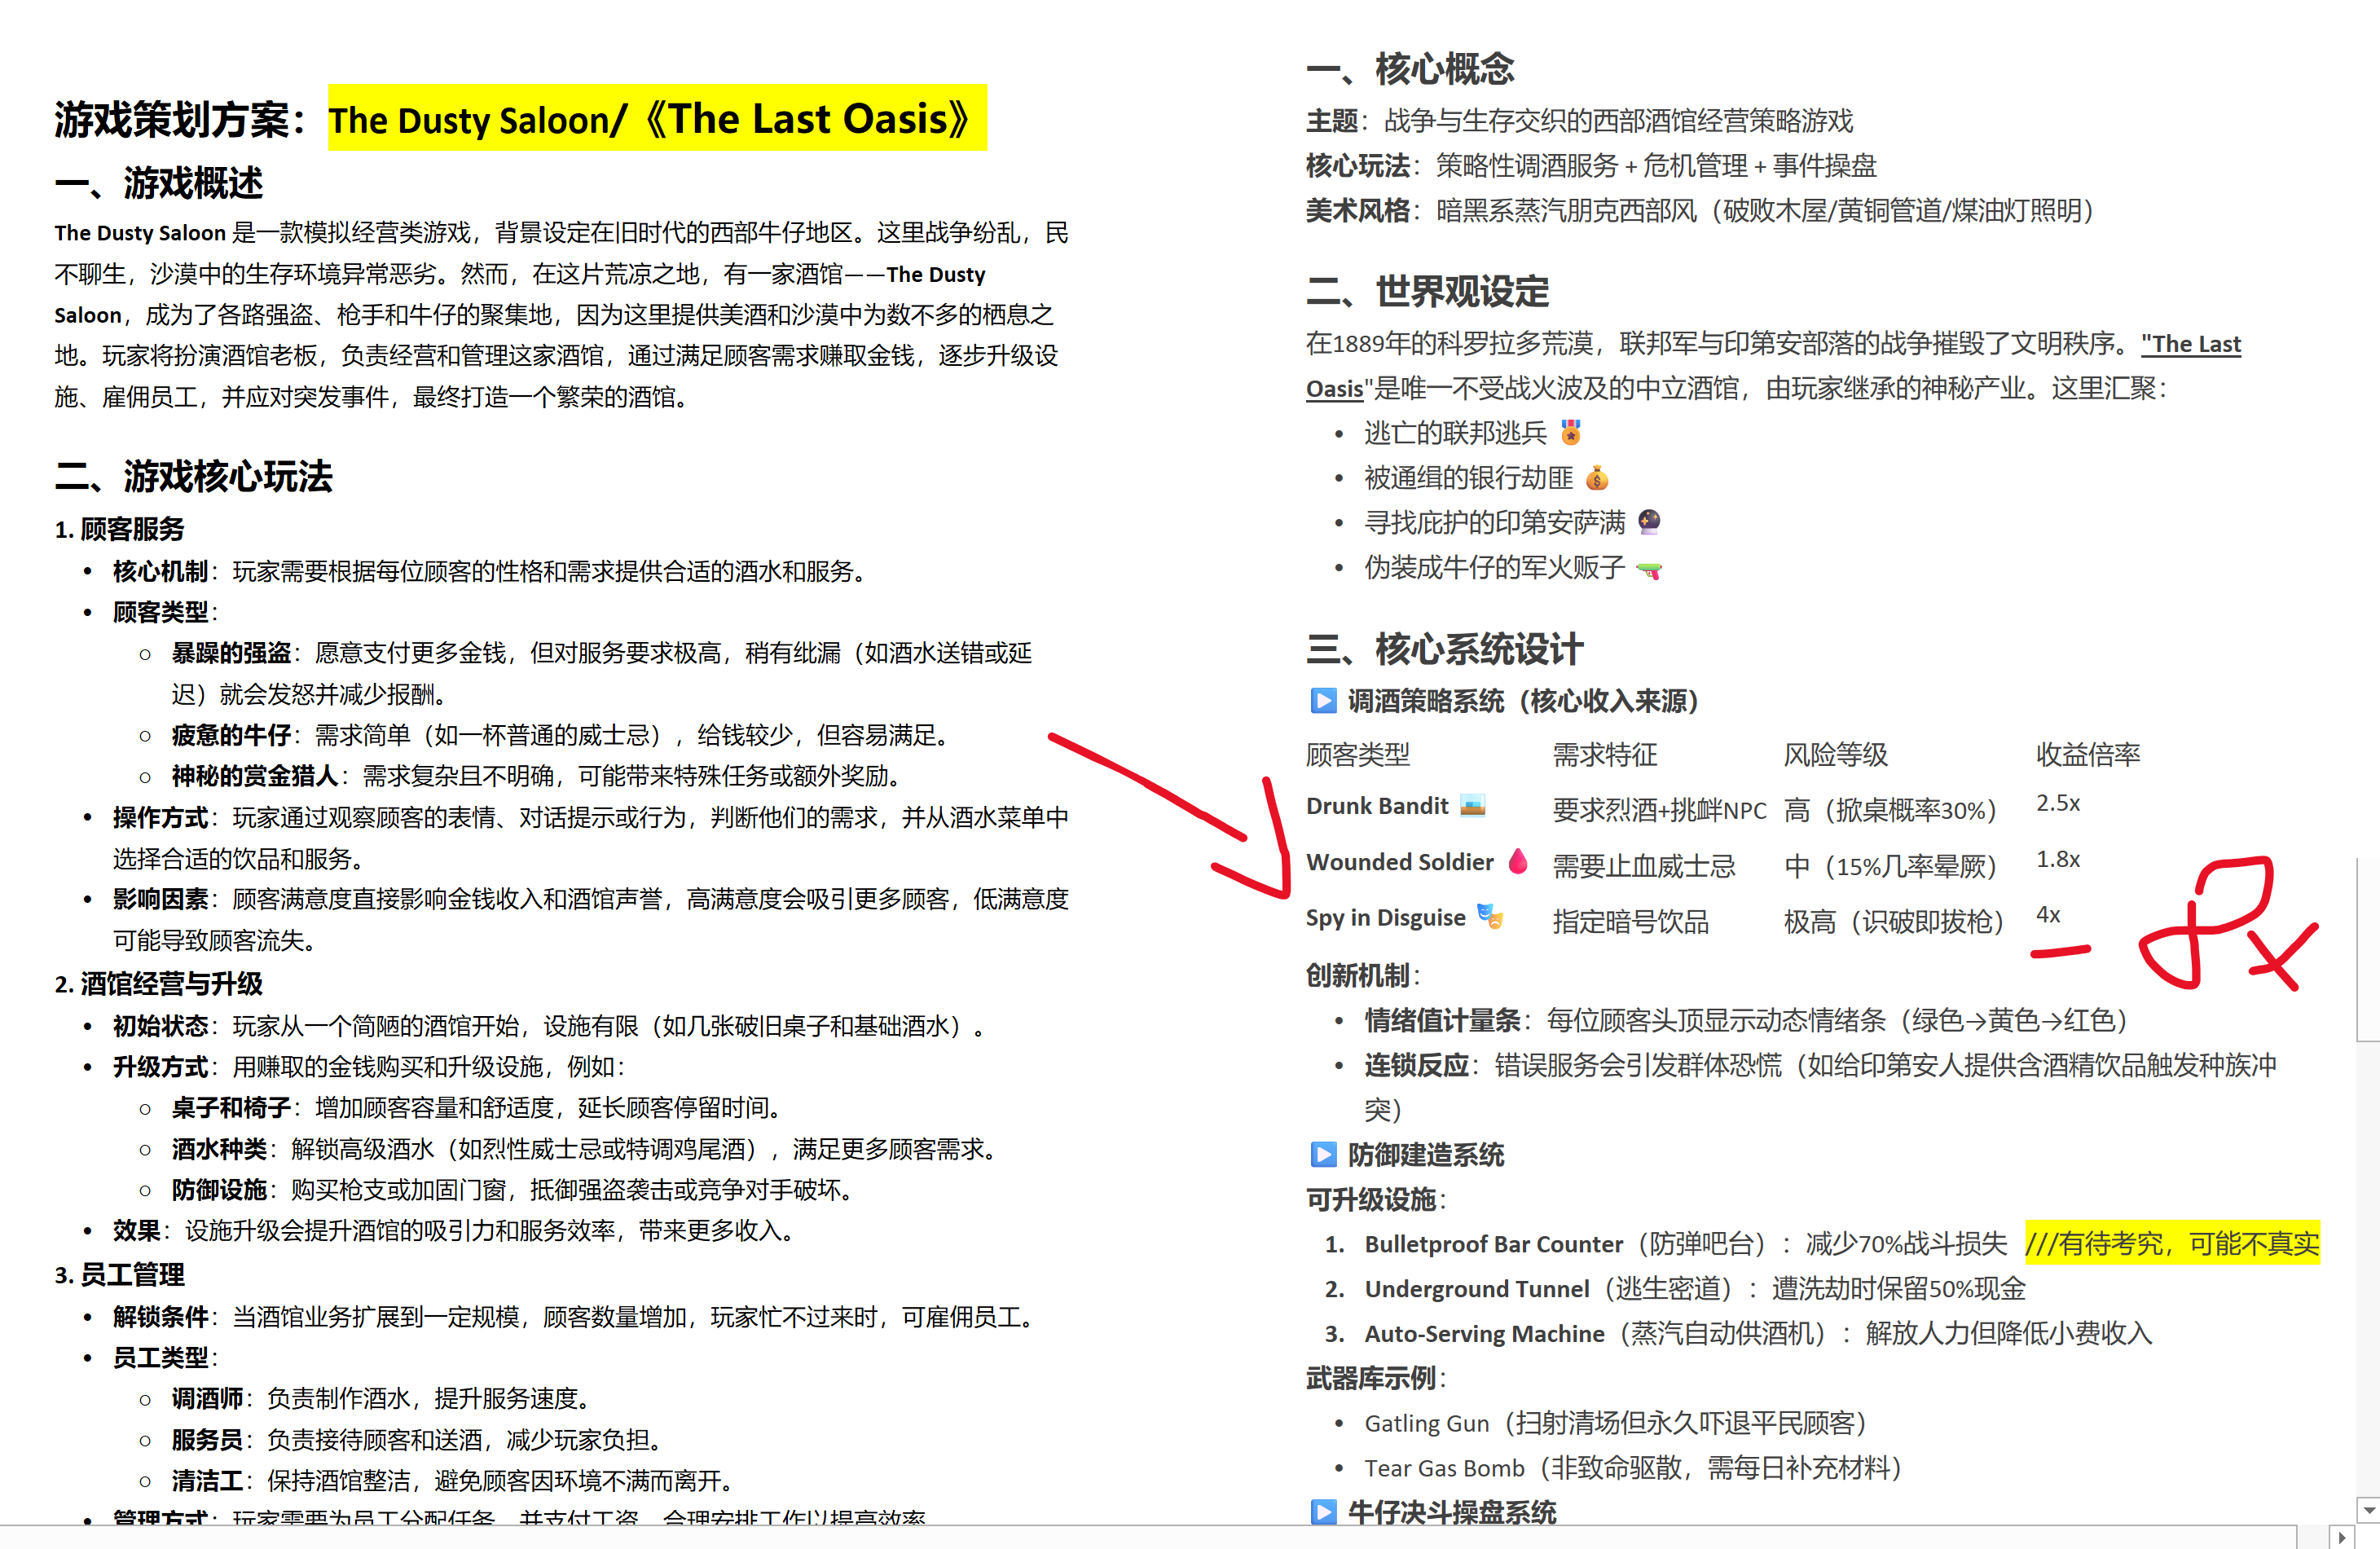 游戏策划方案：The Dusty Saloon/《The Last Oasis》
一、游戏概述
The Dusty Saloon 是一款模拟经营类游戏，背景设定在旧时代的西部牛仔地区。这里战争纷乱，民
不聊生，沙漠中的生存环境异常恶劣。然而，在这片荒凉之地，有一家酒馆——The Dusty
Saloon，成为了各路强盗、枪手和牛仔的聚集地，因为这里提供美酒和沙漠中为数不多的栖息之
地。玩家将扮演酒馆老板，负责经营和管理这家酒馆，通过满足顾客需求赚取金钱，逐步升级设
施、雇佣员工，并应对突发事件，最终打造一个繁荣的酒馆。
二、游戏核心玩法
1. 顾客服务
• 核心机制：玩家需要根据每位顾客的性格和需求提供合适的酒水和服务。
• 顾客类型：
○ 暴躁的强盗：愿意支付更多金钱，但对服务要求极高，稍有纰漏（如酒水送错或延
迟）就会发怒并减少报酬。
○ 疲惫的牛仔：需求简单（如一杯普通的威士忌），给钱较少，但容易满足。
○ 神秘的赏金猎人：需求复杂且不明确，可能带来特殊任务或额外奖励。
• 操作方式：玩家通过观察顾客的表情、对话提示或行为，判断他们的需求，并从酒水菜单中
选择合适的饮品和服务。
• 影响因素：顾客满意度直接影响金钱收入和酒馆声誉，高满意度会吸引更多顾客，低满意度
可能导致顾客流失。
2. 酒馆经营与升级
• 初始状态：玩家从一个简陋的酒馆开始，设施有限（如几张破旧桌子和基础酒水）。
• 升级方式：用赚取的金钱购买和升级设施，例如：
○ 桌子和椅子：增加顾客容量和舒适度，延长顾客停留时间。
○ 酒水种类：解锁高级酒水（如烈性威士忌或特调鸡尾酒），满足更多顾客需求。
○ 防御设施：购买枪支或加固门窗，抵御强盗袭击或竞争对手破坏。
• 效果：设施升级会提升酒馆的吸引力和服务效率，带来更多收入。
3. 员工管理
• 解锁条件：当酒馆业务扩展到一定规模，顾客数量增加，玩家忙不过来时，可雇佣员工。
• 员工类型：
○ 调酒师：负责制作酒水，提升服务速度。
○ 服务员：负责接待顾客和送酒，减少玩家负担。
○ 清洁工：保持酒馆整洁，避免顾客因环境不满而离开。
• 管理方式：玩家需要为员工分配任务，并支付工资，合理安排工作以提高效率
一、核心概念
主题：战争与生存交织的西部酒馆经营策略游戏
核心玩法：策略性调酒服务 + 危机管理 + 事件操盘
美术风格：暗黑系蒸汽朋克西部风（破败木屋/黄铜管道/煤油灯照明）
二、世界观设定
在1889年的科罗拉多荒漠，联邦军与印第安部落的战争摧毁了文明秩序。"The Last
Oasis"是唯一不受战火波及的中立酒馆，由玩家继承的神秘产业。这里汇聚：
• 逃亡的联邦逃兵 🎖️
• 被通缉的银行劫匪 💰
• 寻找庇护的印第安萨满 🔮
• 伪装成牛仔的军火贩子 🔫
三、核心系统设计
▶️ 调酒策略系统（核心收入来源）
顾客类型 需求特征 风险等级 收益倍率
Drunk Bandit 要求烈酒+挑衅NPC 高（掀桌概率30%） 2.5x
Wounded Soldier 🩸 需要止血威士忌 中（15%几率晕厥） 1.8x
Spy in Disguise 🎭 指定暗号饮品 极高（识破即拔枪） 4x
8x
创新机制：
• 情绪值计量条：每位顾客头顶显示动态情绪条（绿色→黄色→红色）
• 连锁反应：错误服务会引发群体恐慌（如给印第安人提供含酒精饮品触发种族冲
突）
▶️ 防御建造系统
可升级设施：
1. Bulletproof Bar Counter（防弹吧台）：减少70%战斗损失 ///有待考究，可能不真实
2. Underground Tunnel（逃生密道）：遭洗劫时保留50%现金
3. Auto-Serving Machine（蒸汽自动供酒机）：解放人力但降低小费收入
武器库示例：
• Gatling Gun（扫射清场但永久吓退平民顾客）
• Tear Gas Bomb（非致命驱散，需每日补充材料）
▶️ 牛仔决斗操盘系统